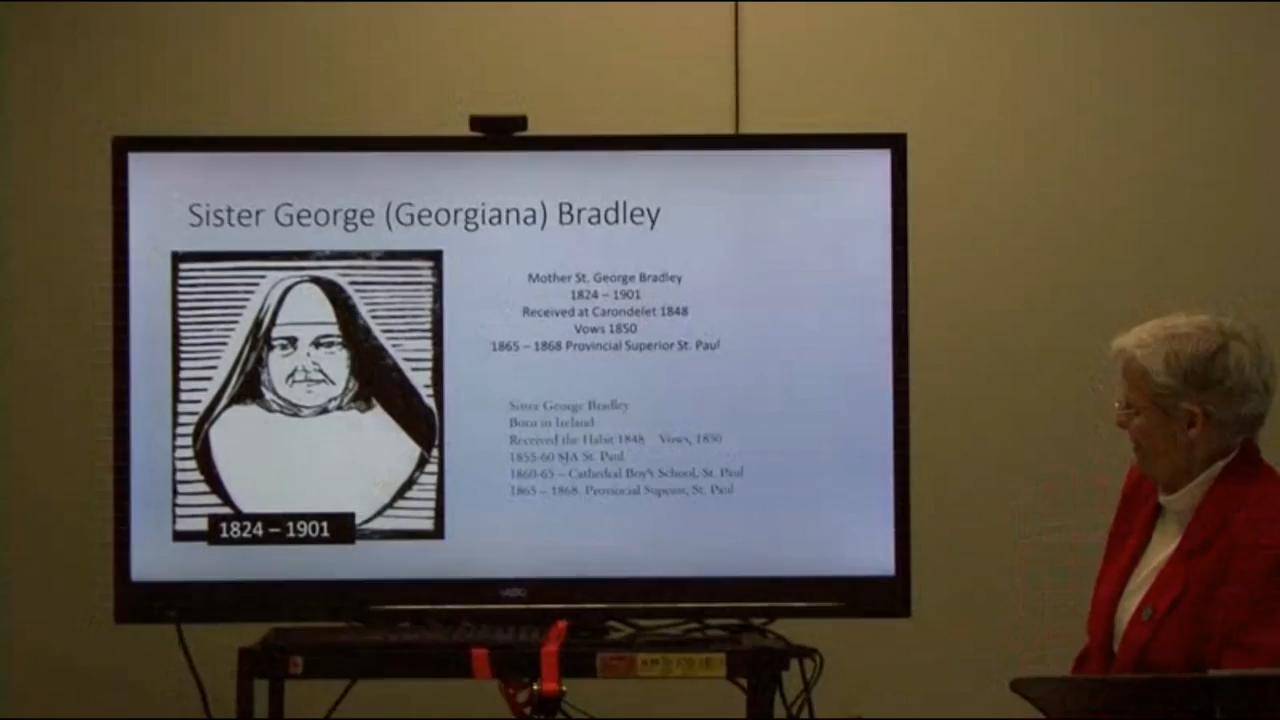 Sister George (Georgiana) Bradley
Mother St. George Bradley
1824 – 1901
Received at Carondelet 1848
Vows 1850
1865 – 1868 Provincial Superior St. Paul
Sister George Bradley
Born in Ireland
Received the Habit 1848 Vows, 1850
1855-60 SJA St. Paul
1860-65 – Cathedral Boy's School, St. Paul
1865 – 1868 Provincial Superior, St. Paul
1824 – 1901